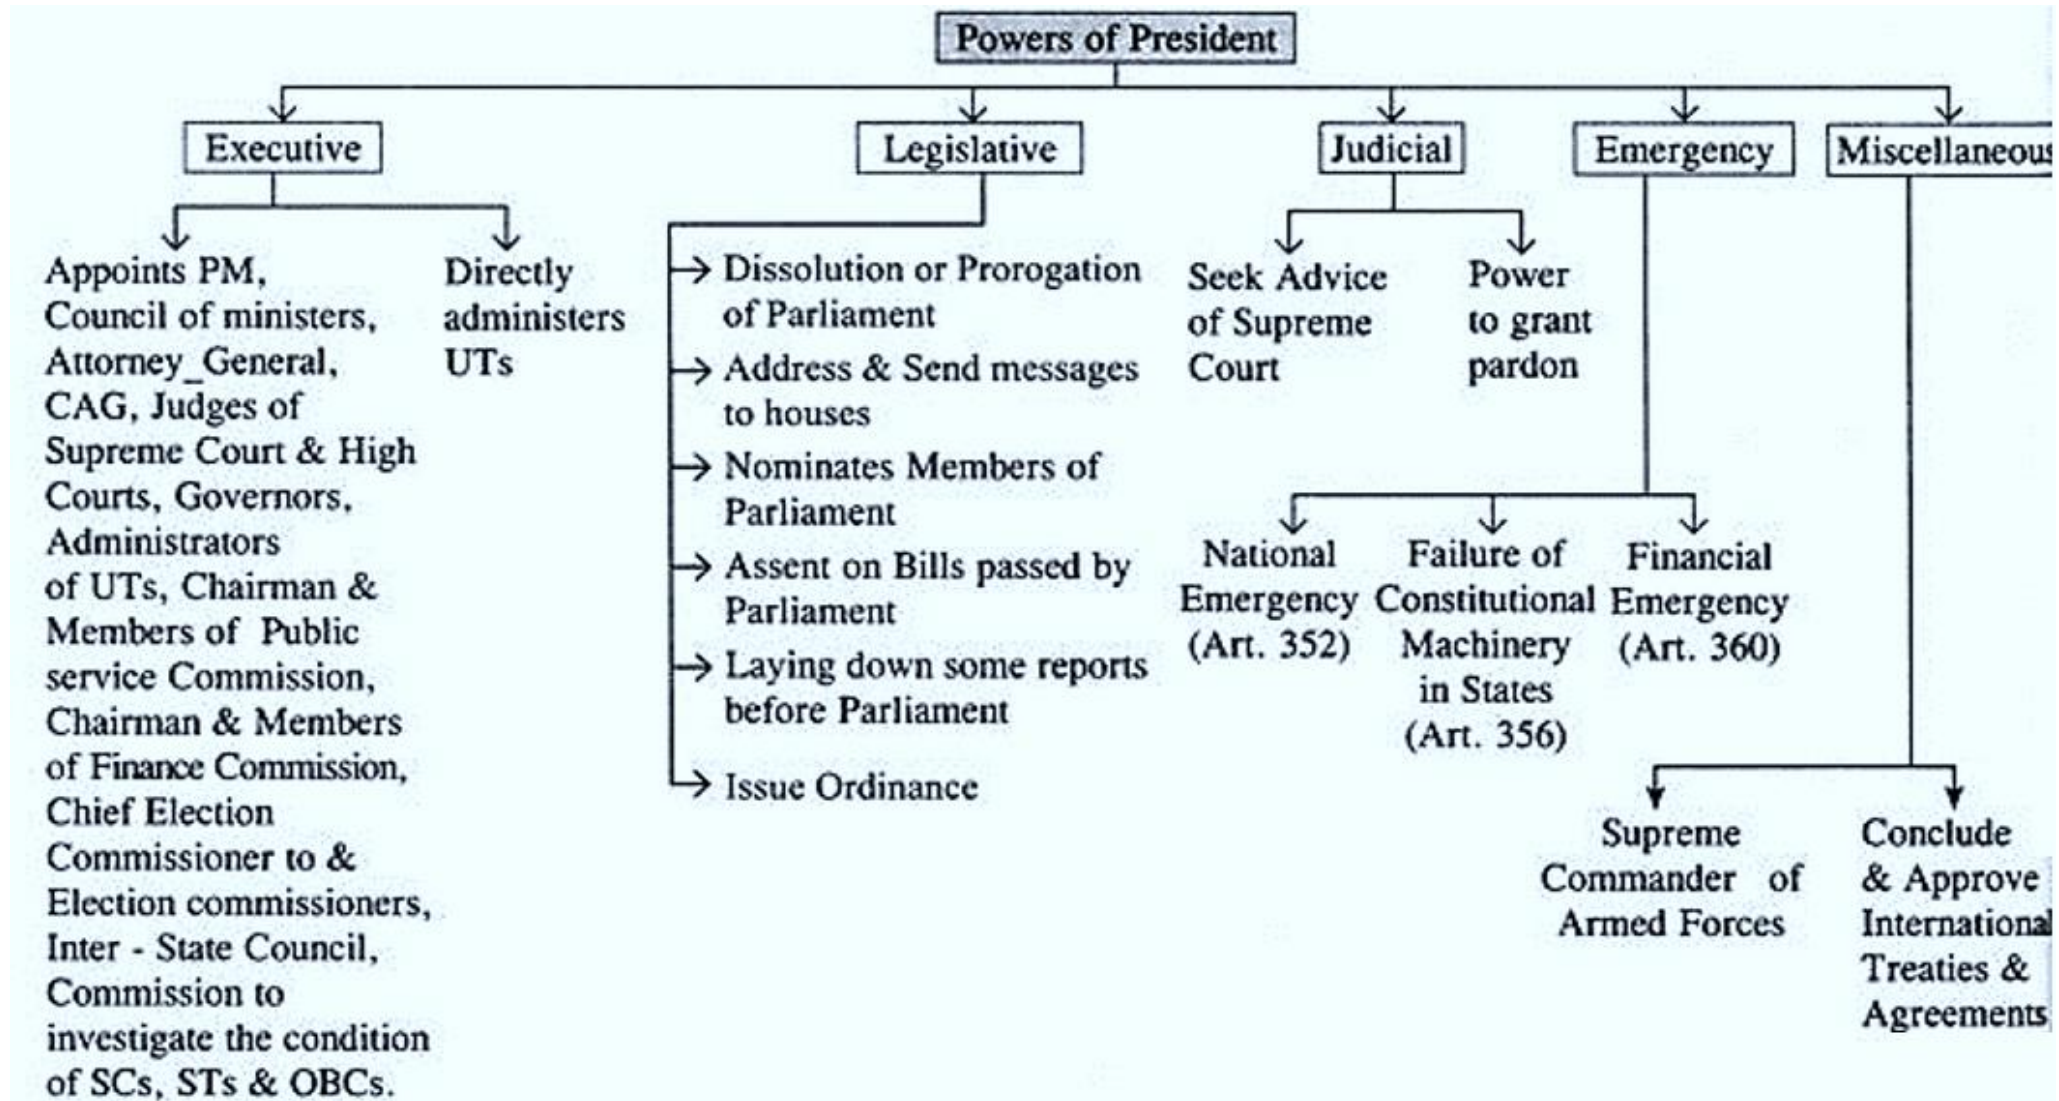 Powers of President
Executive
Legislative
Judicial
Emergency
Miscellaneous
Appoints PM,
Council of ministers,
Attorney_General,
CAG, Judges of
Supreme Court & High
Courts, Governors,
Administrators
of UTs, Chairman &
Members of Public
service Commission,
Chairman & Members
of Finance Commission,
Chief Election
Commissioner to &
Election commissioners,
Inter - State Council,
Commission to
investigate the condition
of SCs, STs & OBCs.
Directly
administers
UTs
Dissolution or Prorogation
of Parliament
Address & Send messages
to houses
Nominates Members of
Parliament
Assent on Bills passed by
Parliament
Laying down some reports
before Parliament
Issue Ordinance
Seek Advice
of Supreme
Court
Power
to grant
pardon
National
Emergency
(Art. 352)
Failure of
Constitutional
Machinery
in States
(Art. 356)
Financial
Emergency
(Art. 360)
Supreme
Commander of
Armed Forces
Conclude
& Approve
International
Treaties &
Agreements